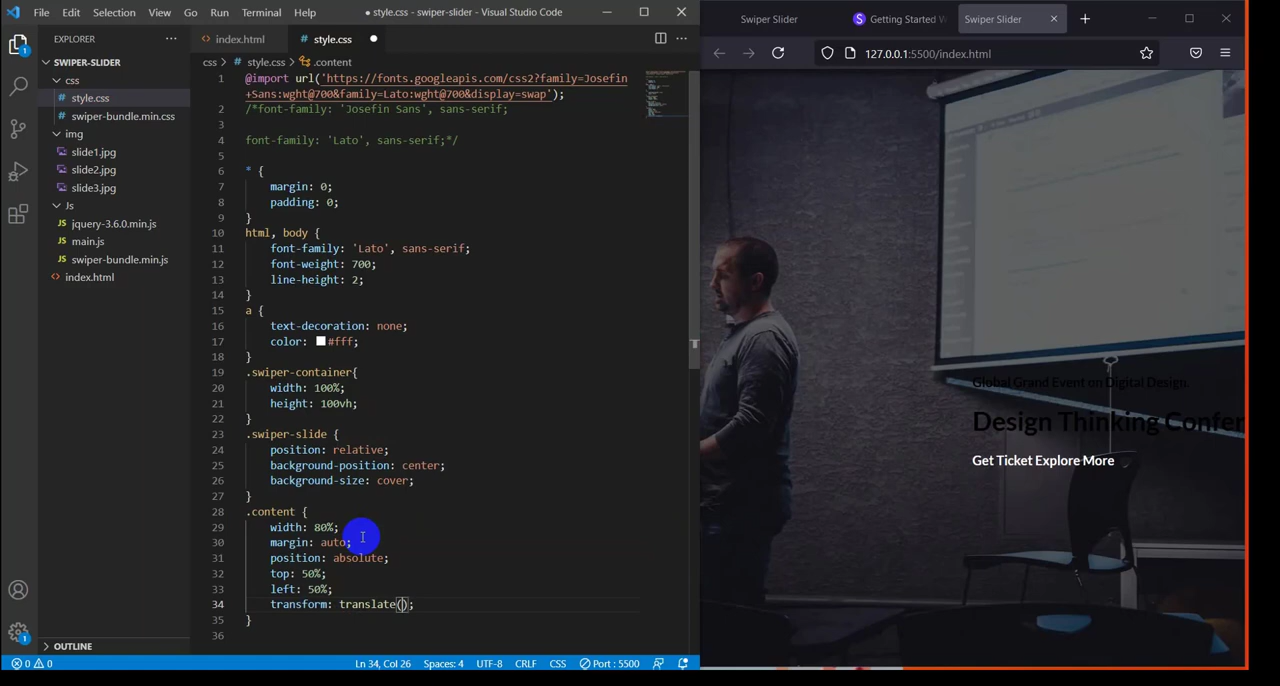 File Edit Selection View Go Run Terminal Help ● style.css - swiper-slider - Visual Studio Code
Swiper Slider Getting Started W Swiper Slider
EXPLORER
index.html style.css
127.0.0.1:5500/index.html
SWIPER-SLIDER
css
# style.css
# swiper-bundle.min.css
img
slide1.jpg
slide2.jpg
slide3.jpg
Js
JS jquery-3.6.0.min.js
JS main.js
JS swiper-bundle.min.js
<> index.html
OUTLINE
css > # style.css > .content
1 @import url('https://fonts.googleapis.com/css2?family=Josefin
+Sans:wght@700&family=Lato:wght@700&display=swap');
2 /*font-family: 'Josefin Sans', sans-serif;
3
4 font-family: 'Lato', sans-serif;*/
5
6 * {
7 margin: 0;
8 padding: 0;
9 }
10 html, body {
11 font-family: 'Lato', sans-serif;
12 font-weight: 700;
13 line-height: 2;
14 }
15 a {
16 text-decoration: none;
17 color: #fff;
18 }
19 .swiper-container{
20 width: 100%;
21 height: 100vh;
22 }
23 .swiper-slide {
24 position: relative;
25 background-position: center;
26 background-size: cover;
27 }
28 .content {
29 width: 80%;
30 margin: auto;
31 position: absolute;
32 top: 50%;
33 left: 50%;
34 transform: translate();
35 }
36
Global Grand Event on Digital Design.
Design Thinking Confer
Get Ticket Explore More
1
1
0 0 Ln 34, Col 26 Spaces: 4 UTF-8 CRLF CSS Port : 5500